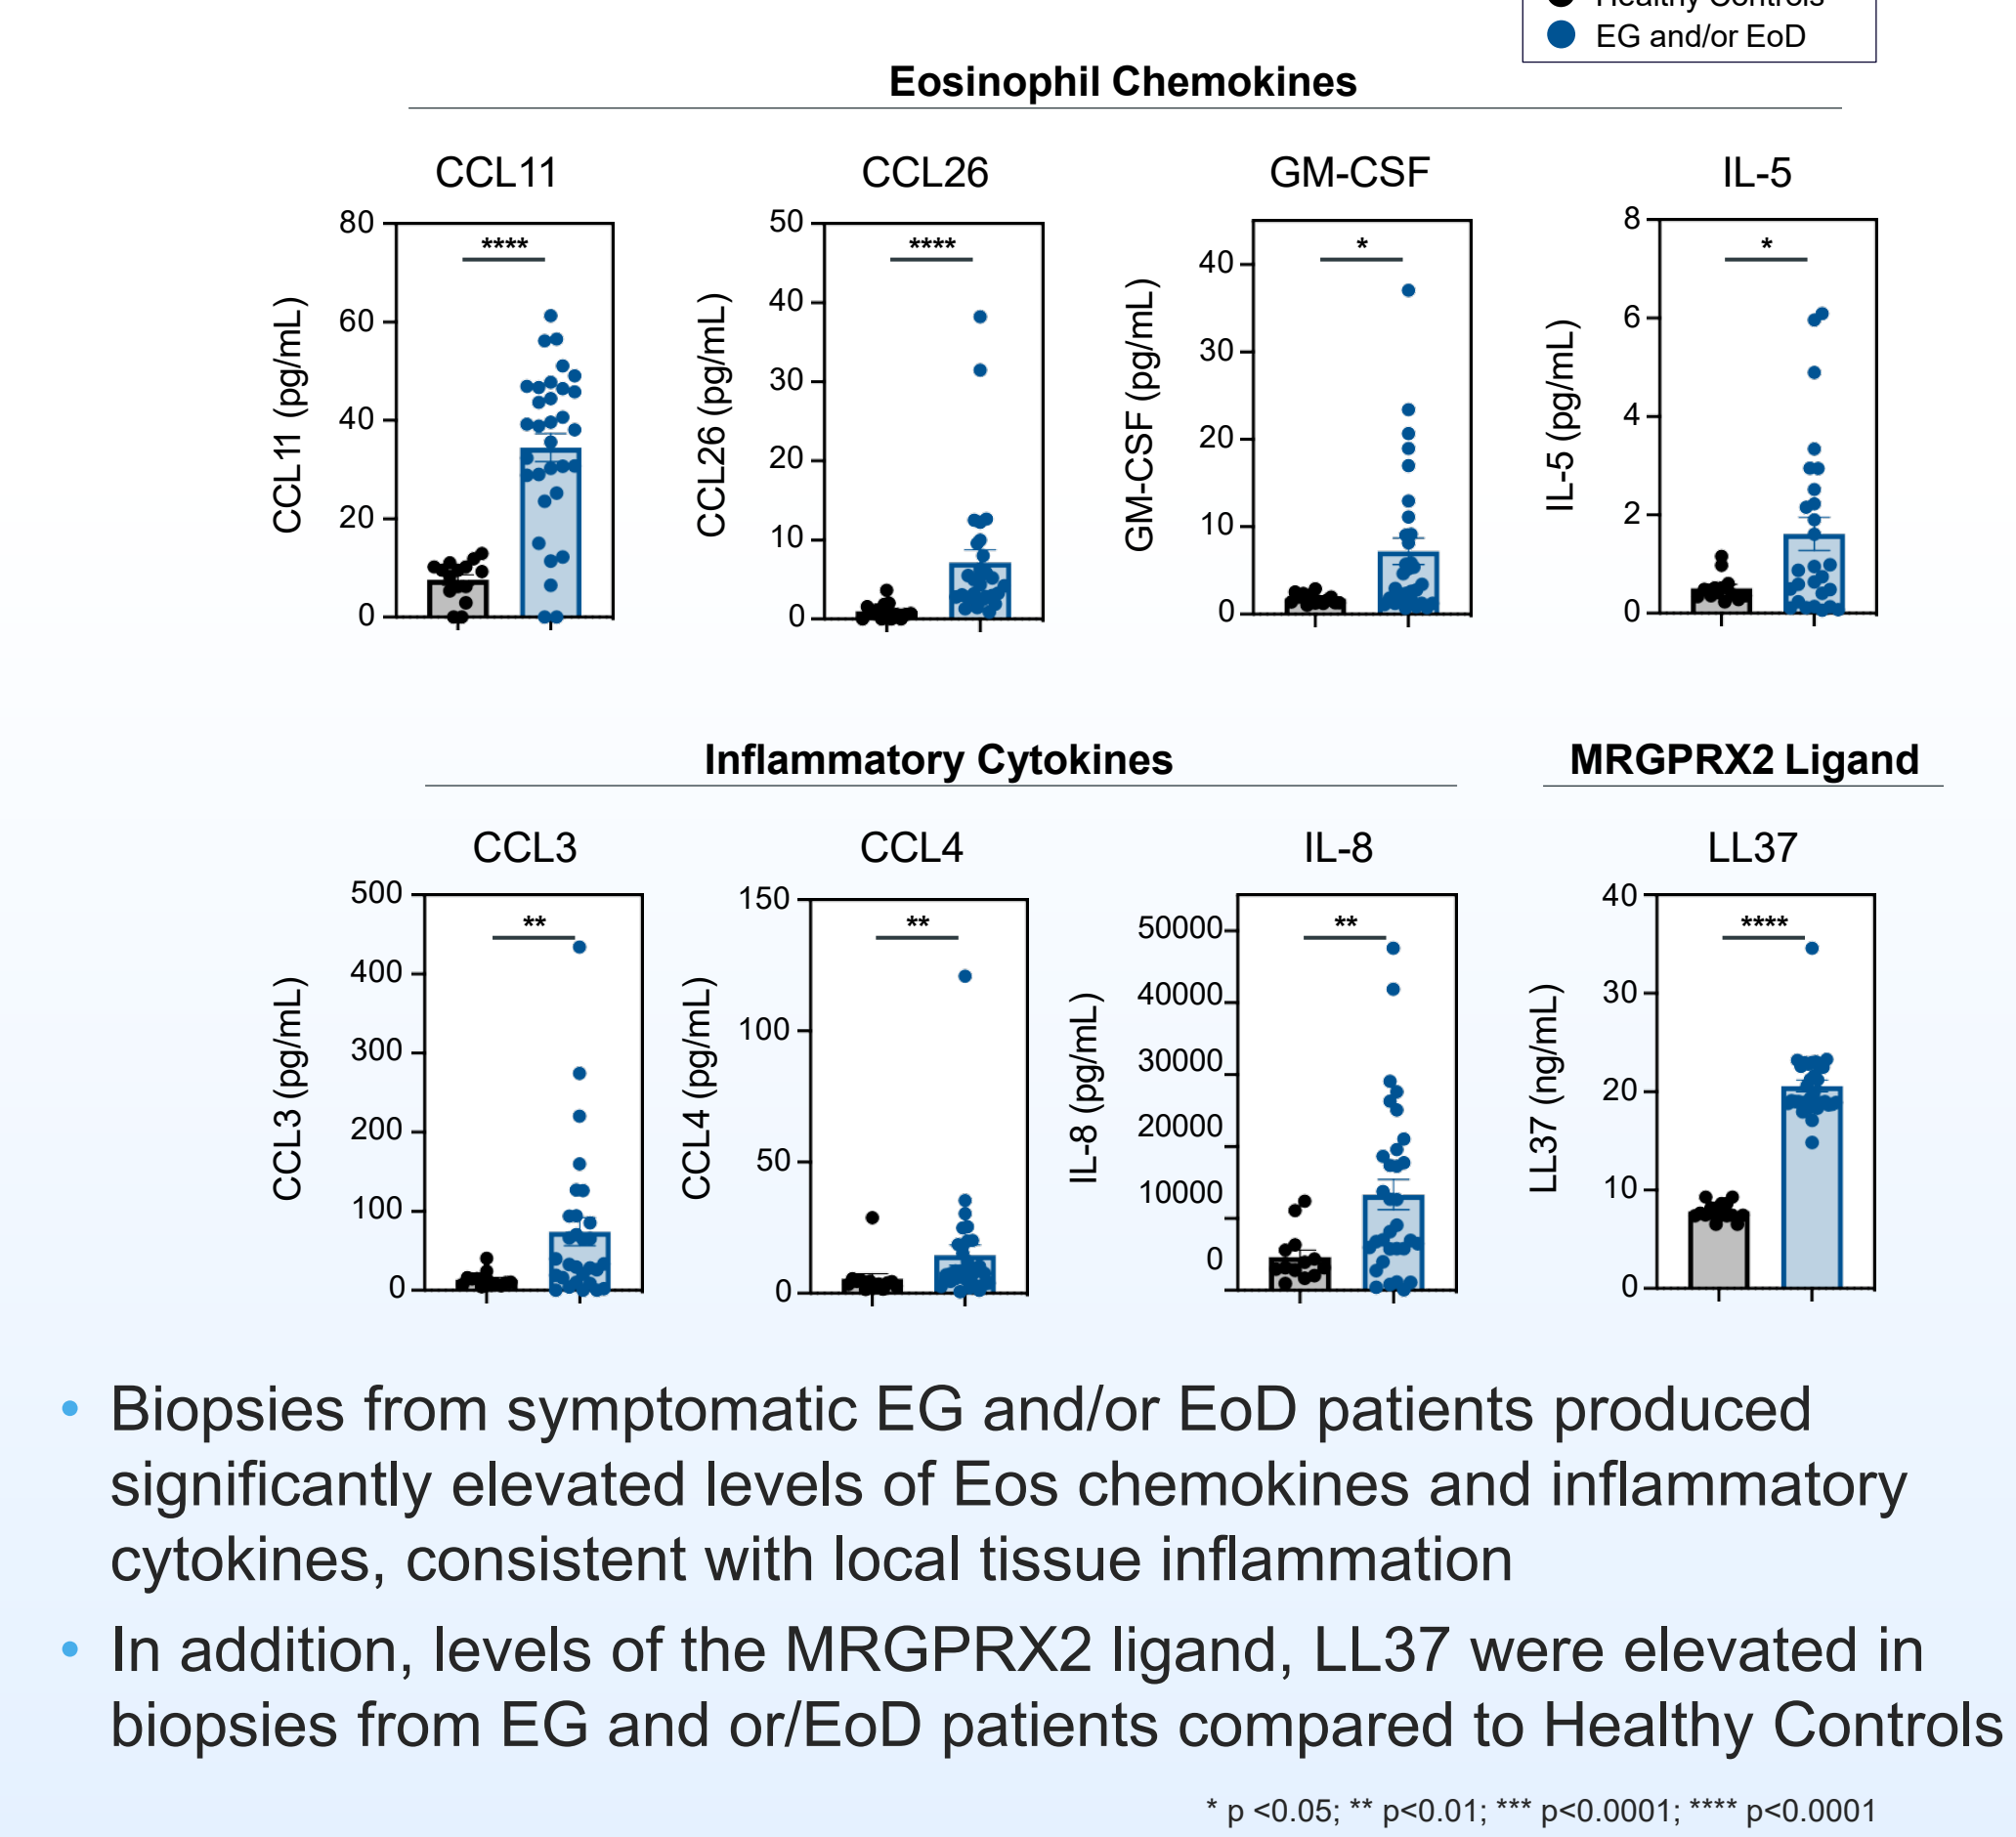 Healthy Controls
EG and/or EoD
Eosinophil Chemokines
CCL11
CCL26
GM-CSF
IL-5
CCL11 (pg/mL)
80
60
40
20
0
****
CCL26 (pg/mL)
50
40
30
20
10
0
****
GM-CSF (pg/mL)
40
30
20
10
0
*
IL-5 (pg/mL)
8
6
4
2
0
*
Inflammatory Cytokines
MRGPRX2 Ligand
CCL3
CCL4
IL-8
LL37
CCL3 (pg/mL)
500
400
300
200
100
0
**
CCL4 (pg/mL)
150
100
50
0
**
IL-8 (pg/mL)
50000
40000
30000
20000
10000
0
**
LL37 (ng/mL)
40
30
20
10
0
****
• Biopsies from symptomatic EG and/or EoD patients produced
significantly elevated levels of Eos chemokines and inflammatory
cytokines, consistent with local tissue inflammation
• In addition, levels of the MRGPRX2 ligand, LL37 were elevated in
biopsies from EG and or/EoD patients compared to Healthy Controls
* p <0.05; ** p<0.01; *** p<0.0001; **** p<0.0001